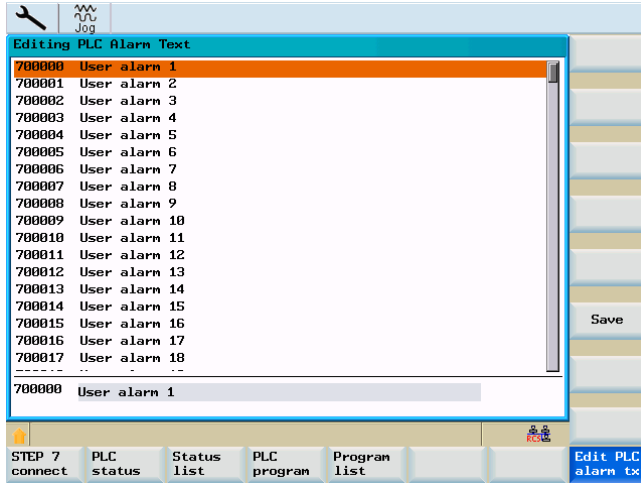 Jog
Editing PLC Alarm Text
700000 User alarm 1
700001 User alarm 2
700002 User alarm 3
700003 User alarm 4
700004 User alarm 5
700005 User alarm 6
700006 User alarm 7
700007 User alarm 8
700008 User alarm 9
700009 User alarm 10
700010 User alarm 11
700011 User alarm 12
700012 User alarm 13
700013 User alarm 14
700014 User alarm 15
700015 User alarm 16
700016 User alarm 17
700017 User alarm 18
700000 User alarm 1
Save
RCS
STEP 7 connect
PLC status
Status list
PLC program
Program list
Edit PLC alarm tx